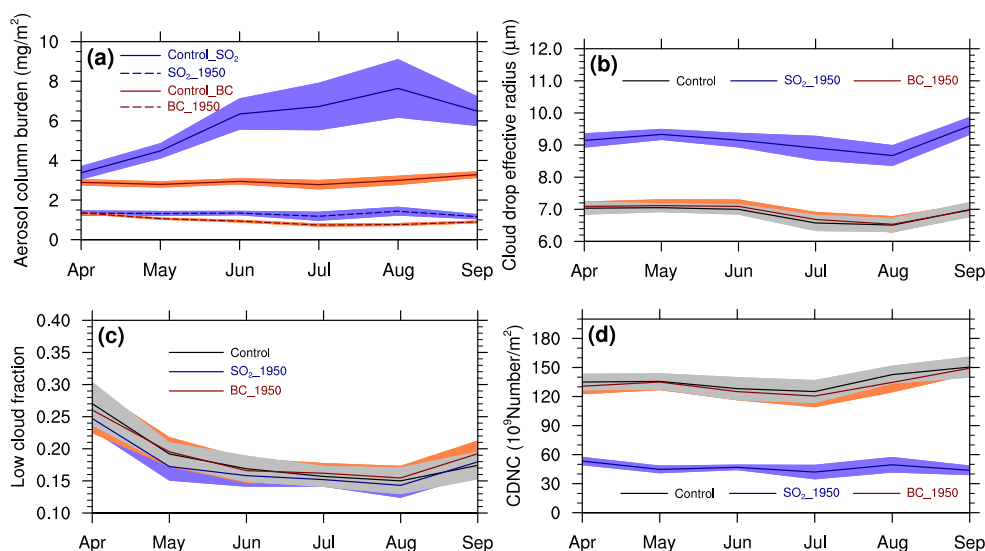 (a)
Control_SO₂
SO₂_1950
Control_BC
BC_1950
Aerosol column burden (mg/m²)
10
8
6
4
2
0
Apr May Jun Jul Aug Sep
(b)
Control SO₂_1950 BC_1950
Cloud drop effective radius (μm)
12.0
11.0
10.0
9.0
8.0
7.0
6.0
Apr May Jun Jul Aug Sep
(c)
Control
SO₂_1950
BC_1950
Low cloud fraction
0.40
0.35
0.30
0.25
0.20
0.15
0.10
Apr May Jun Jul Aug Sep
(d)
CDNC (10⁹Number/m²)
180
150
120
90
60
30
0
Control SO₂_1950 BC_1950
Apr May Jun Jul Aug Sep